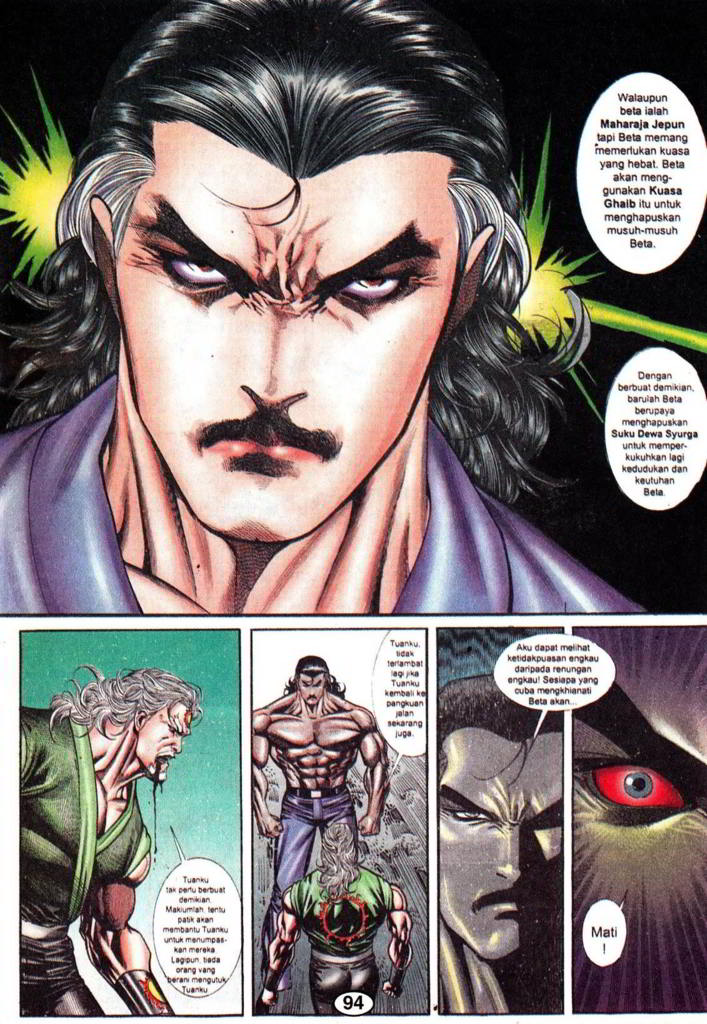 Walaupun
beta ialah
Maharaja Jepun
tapi Beta memang
memerlukan kuasa
yang hebat. Beta
akan meng-
gunakan Kuasa
Ghaib itu untuk
menghapuskan
musuh-musuh
Beta.
Dengan
berbuat demikian,
barulah Beta
berupaya
menghapuskan
Suku Dewa Syurga
untuk memper-
kukuhkan lagi
kedudukan dan
keutuhan
Beta.
Tuanku
tak perlu berbuat
demikian.
Maklumlah, tentu
patik akan
membantu Tuanku
untuk menumpas-
kan mereka.
Lagipun, tiada
orang yang
berani mengutuk
Tuanku
Tuanku,
tidak
terlambat
lagi jika
Tuanku
kembali ke
pangkuan
jalan
sekarang
juga.
Aku dapat melihat
ketidakpuasan engkau
daripada renungan
engkau! Sesiapa yang
cuba mengkhianati
Beta akan...
Mati
!
94